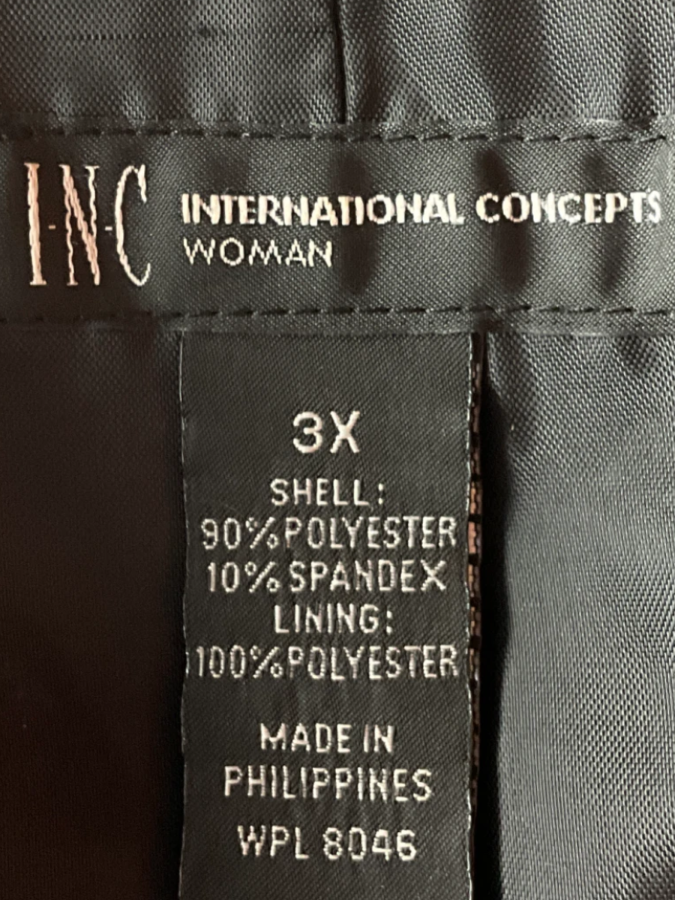 I-N-C INTERNATIONAL CONCEPTS
WOMAN
3X
SHELL:
90% POLYESTER
10% SPANDEX
LINING:
100% POLYESTER
MADE IN
PHILIPPINES
WPL 8046